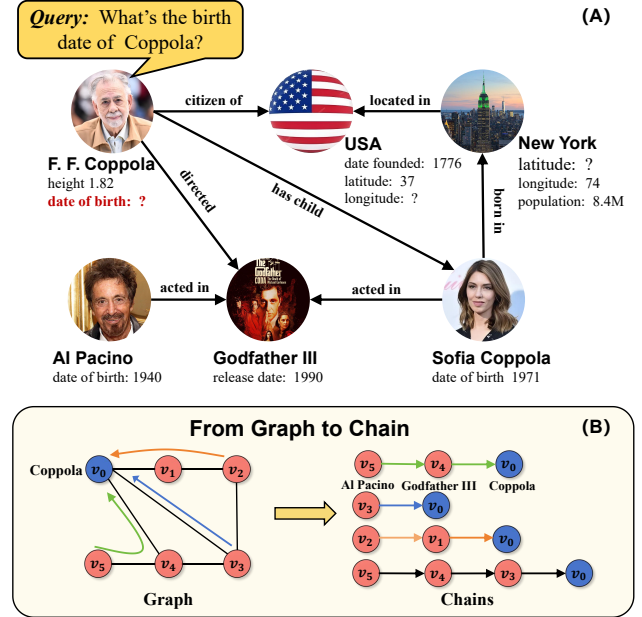 (A)
Query: What's the birth
date of Coppola?
citizen of
located in
F. F. Coppola
height 1.82
date of birth: ?
USA
date founded: 1776
latitude: 37
longitude: ?
New York
latitude: ?
longitude: 74
population: 8.4M
directed
has child
born in
acted in
The
Godfather
CODA
acted in
Al Pacino
date of birth: 1940
Godfather III
release date: 1990
Sofia Coppola
date of birth 1971
From Graph to Chain
(B)
Coppola
v0
v1
v2
v5
v4
v3
Graph
v5
v4
v0
Al Pacino
Godfather III
Coppola
v3
v0
v2
v1
v0
v5
v4
v3
v0
Chains